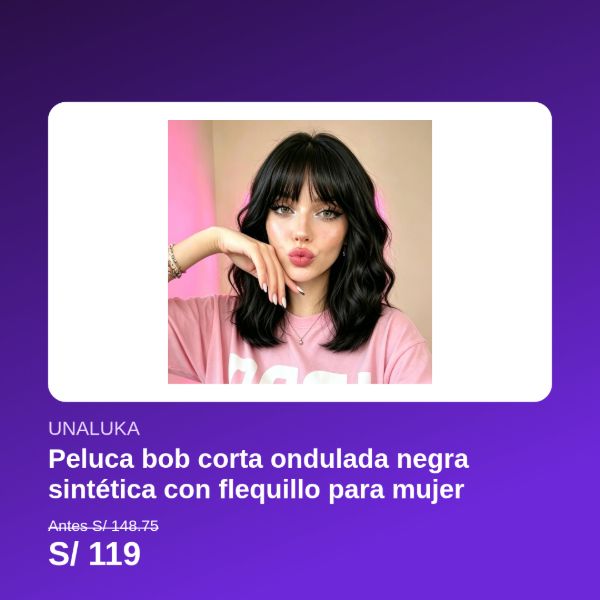 UNALUKA
Peluca bob corta ondulada negra
sintética con flequillo para mujer
Antes S/ 148.75
S/ 119